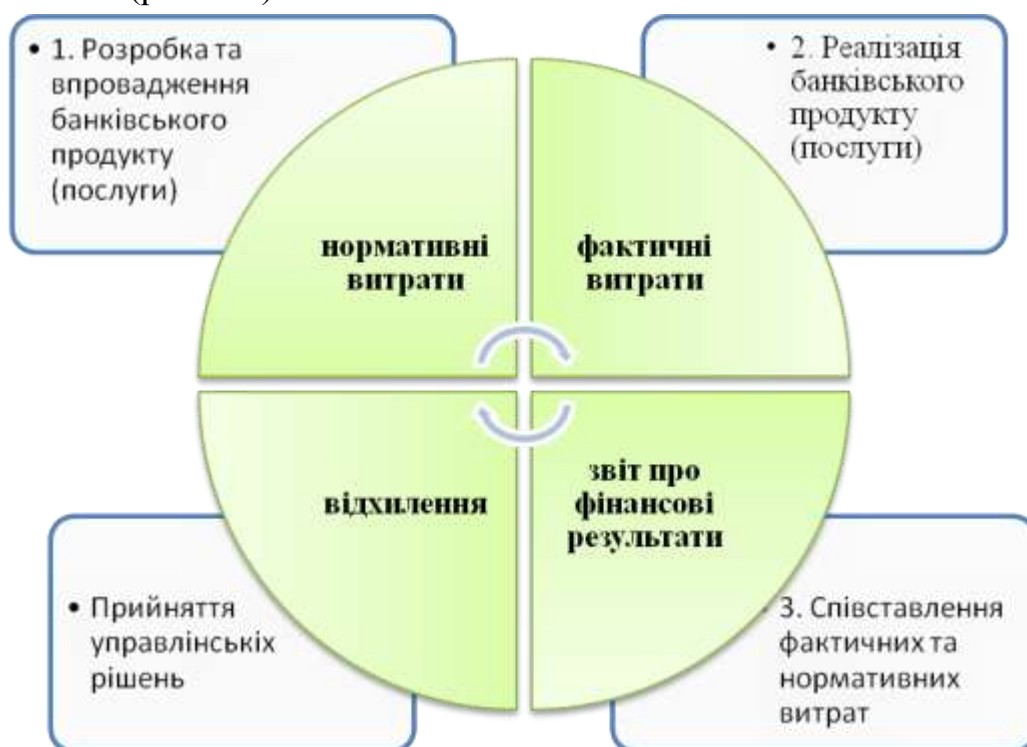 • 1. Розробка та
впровадження
банківського
продукту
(послуги)
• 2. Реалізація
банківського
продукту
(послуги)
нормативні
витрати
фактичні
витрати
відхилення
звіт про
фінансові
результати
• Прийняття
управлінськіх
рішень
• 3. Співставлення
фактичних та
нормативних
витрат